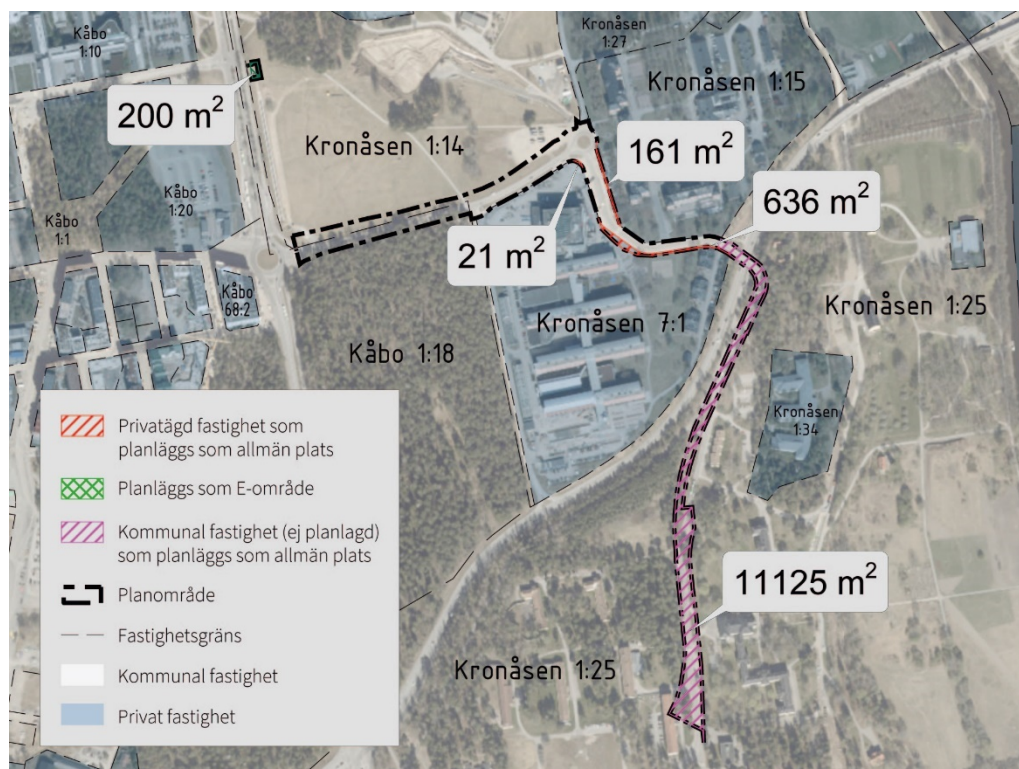 Kåbo
1:10
Kronåsen
1:27
Kronåsen 1:15
200 m²
Kronåsen 1:14
161 m²
Kåbo
1:20
636 m²
Kåbo
1:1
21 m²
Kåbo
68:2
Kronåsen 1:25
Kronåsen 7:1
Kåbo 1:18
Kronåsen
1:34
Privatägd fastighet som
planläggs som allmän plats
Planläggs som E-område
Kommunal fastighet (ej planlagd)
som planläggs som allmän plats
Planområde
Fastighetsgräns
Kommunal fastighet
Privat fastighet
11125 m²
Kronåsen 1:25